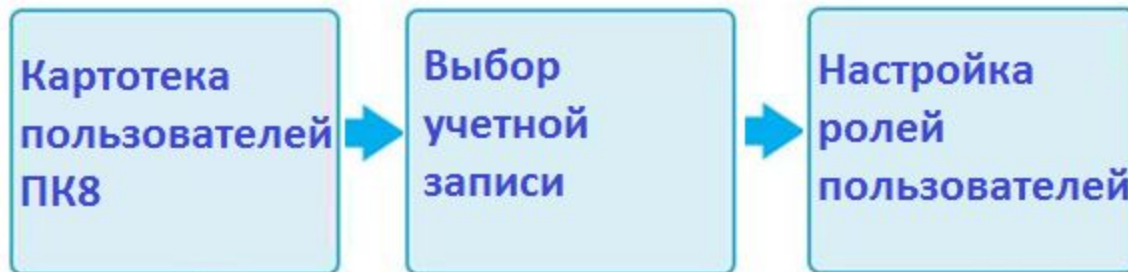 Картотека
пользователей
ПК8
Выбор
учетной
записи
Настройка
ролей
пользователей